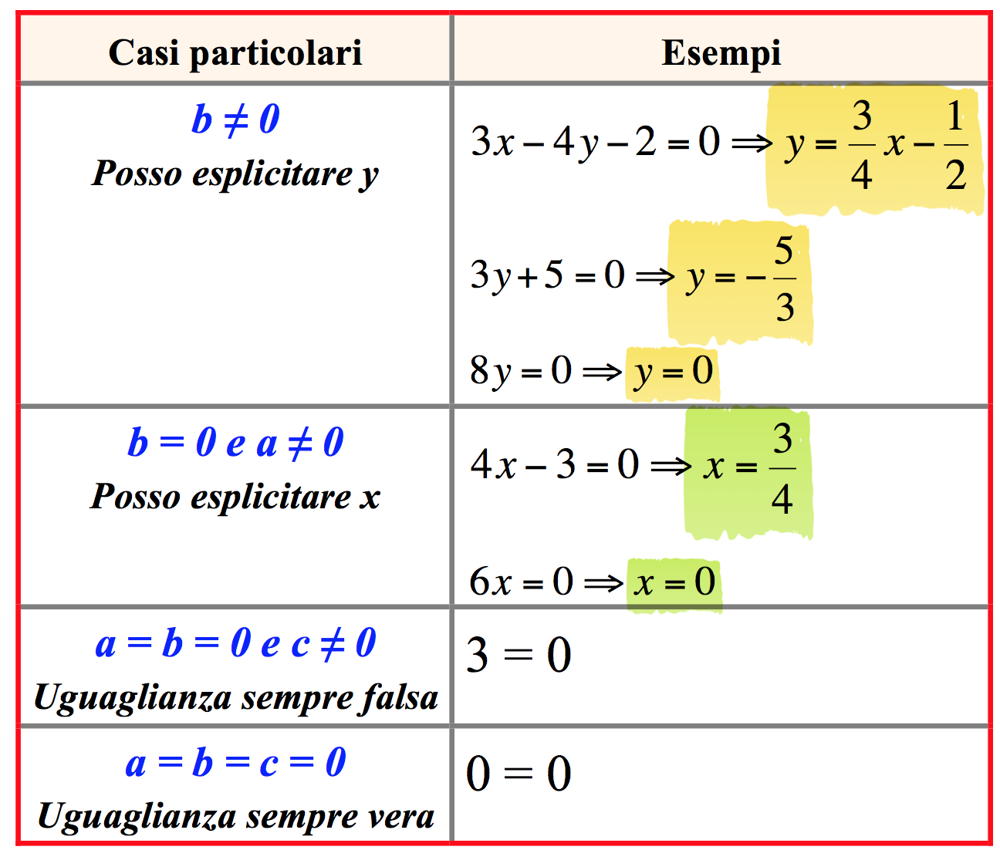 Casi particolari
Esempi
b ≠ 0
Posso esplicitare y
3x − 4y − 2 = 0 ⇒ y = 3/4 x − 1/2
3y + 5 = 0 ⇒ y = − 5/3
8y = 0 ⇒ y = 0
b = 0 e a ≠ 0
Posso esplicitare x
4x − 3 = 0 ⇒ x = 3/4
6x = 0 ⇒ x = 0
a = b = 0 e c ≠ 0
Uguaglianza sempre falsa
3 = 0
a = b = c = 0
Uguaglianza sempre vera
0 = 0